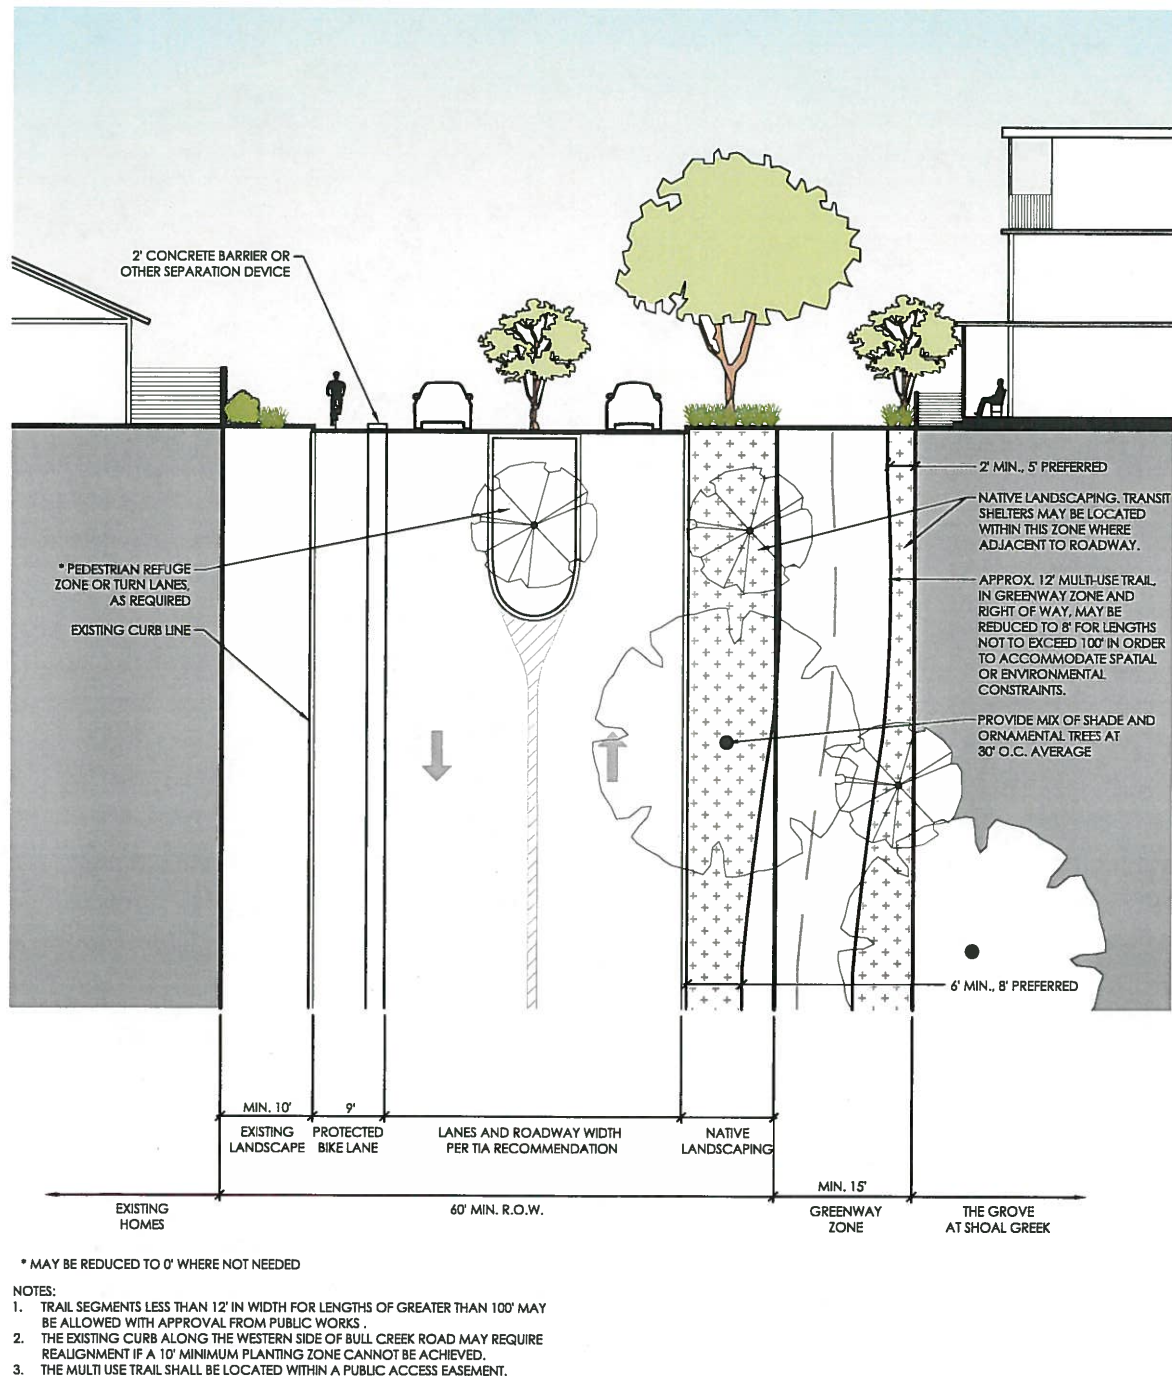 2' CONCRETE BARRIER OR
OTHER SEPARATION DEVICE
2' MIN., 5' PREFERRED
NATIVE LANDSCAPING. TRANSIT
SHELTERS MAY BE LOCATED
WITHIN THIS ZONE WHERE
ADJACENT TO ROADWAY.
* PEDESTRIAN REFUGE
ZONE OR TURN LANES,
AS REQUIRED
EXISTING CURB LINE
APPROX. 12' MULTI-USE TRAIL,
IN GREENWAY ZONE AND
RIGHT OF WAY, MAY BE
REDUCED TO 8' FOR LENGTHS
NOT TO EXCEED 100' IN ORDER
TO ACCOMMODATE SPATIAL
OR ENVIRONMENTAL
CONSTRAINTS.
PROVIDE MIX OF SHADE AND
ORNAMENTAL TREES AT
30' O.C. AVERAGE
6' MIN., 8' PREFERRED
MIN. 10'
EXISTING
LANDSCAPE
9'
PROTECTED
BIKE LANE
LANES AND ROADWAY WIDTH
PER TIA RECOMMENDATION
NATIVE
LANDSCAPING
EXISTING
HOMES
60' MIN. R.O.W.
MIN. 15'
GREENWAY
ZONE
THE GROVE
AT SHOAL GREEK
* MAY BE REDUCED TO 0' WHERE NOT NEEDED
NOTES:
1. TRAIL SEGMENTS LESS THAN 12' IN WIDTH FOR LENGTHS OF GREATER THAN 100' MAY
BE ALLOWED WITH APPROVAL FROM PUBLIC WORKS .
2. THE EXISTING CURB ALONG THE WESTERN SIDE OF BULL CREEK ROAD MAY REQUIRE
REALIGNMENT IF A 10' MINIMUM PLANTING ZONE CANNOT BE ACHIEVED.
3. THE MULTI USE TRAIL SHALL BE LOCATED WITHIN A PUBLIC ACCESS EASEMENT.